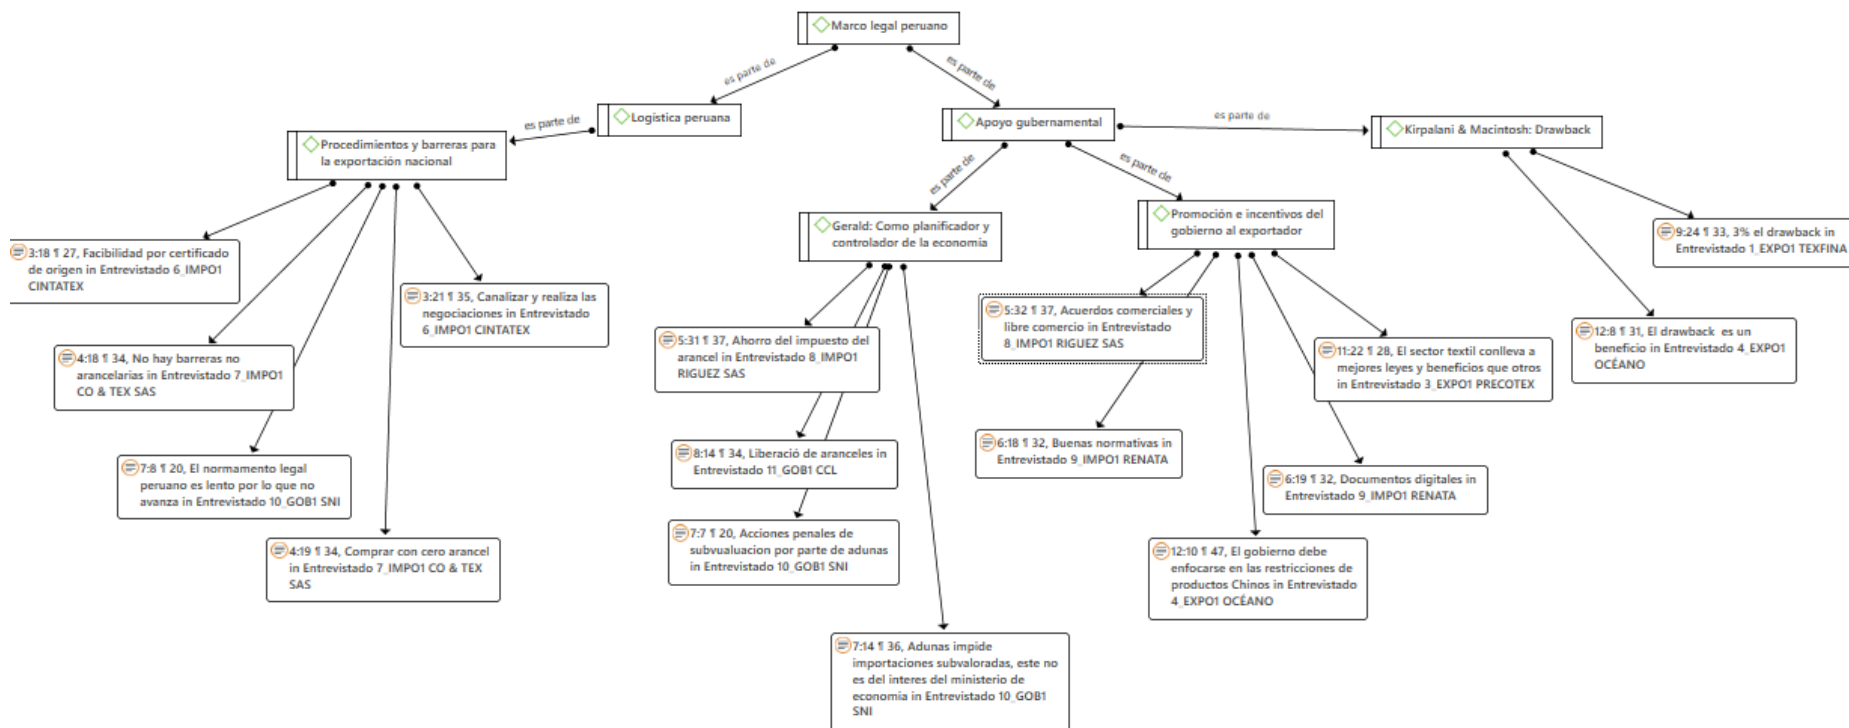 Marco legal peruano
es parte de
es parte de
Logística peruana
Apoyo gubernamental
es parte de
es parte de
Kirpalani & Macintosh: Drawback
Procedimientos y barreras para
la exportación nacional
es parte de
es parte de
Gerald: Como planificador y
controlador de la economia
Promoción e incentivos del
gobierno al exportador
3:18 ¶ 27, Facibilidad por certificado
de origen in Entrevistado 6_IMPO1
CINTATEX
9:24 ¶ 33, 3% el drawback in
Entrevistado 1_EXPO1 TEXFINA
3:21 ¶ 35, Canalizar y realiza las
negociaciones in Entrevistado
6_IMPO1 CINTATEX
5:32 ¶ 37, Acuerdos comerciales y
libre comercio in Entrevistado
8_IMPO1 RIGUEZ SAS
12:8 ¶ 31, El drawback es un
beneficio in Entrevistado 4_EXPO1
OCÉANO
5:31 ¶ 37, Ahorro del impuesto del
arancel in Entrevistado 8_IMPO1
RIGUEZ SAS
11:22 ¶ 28, El sector textil conlleva a
mejores leyes y beneficios que otros
in Entrevistado 3_EXPO1 PRECOTEX
4:18 ¶ 34, No hay barreras no
arancelarias in Entrevistado 7_IMPO1
CO & TEX SAS
6:18 ¶ 32, Buenas normativas in
Entrevistado 9_IMPO1 RENATA
8:14 ¶ 34, Liberació de aranceles in
Entrevistado 11_GOB1 CCL
7:8 ¶ 20, El normamento legal
peruano es lento por lo que no
avanza in Entrevistado 10_GOB1 SNI
6:19 ¶ 32, Documentos digitales in
Entrevistado 9_IMPO1 RENATA
7:7 ¶ 20, Acciones penales de
subvaluacion por parte de adunas
in Entrevistado 10_GOB1 SNI
4:19 ¶ 34, Comprar con cero arancel
in Entrevistado 7_IMPO1 CO & TEX
SAS
12:10 ¶ 47, El gobierno debe
enfocarse en las restricciones de
productos Chinos in Entrevistado
4_EXPO1 OCÉANO
7:14 ¶ 36, Adunas impide
importaciones subvaloradas, este no
es del interes del ministerio de
economia in Entrevistado 10_GOB1
SNI